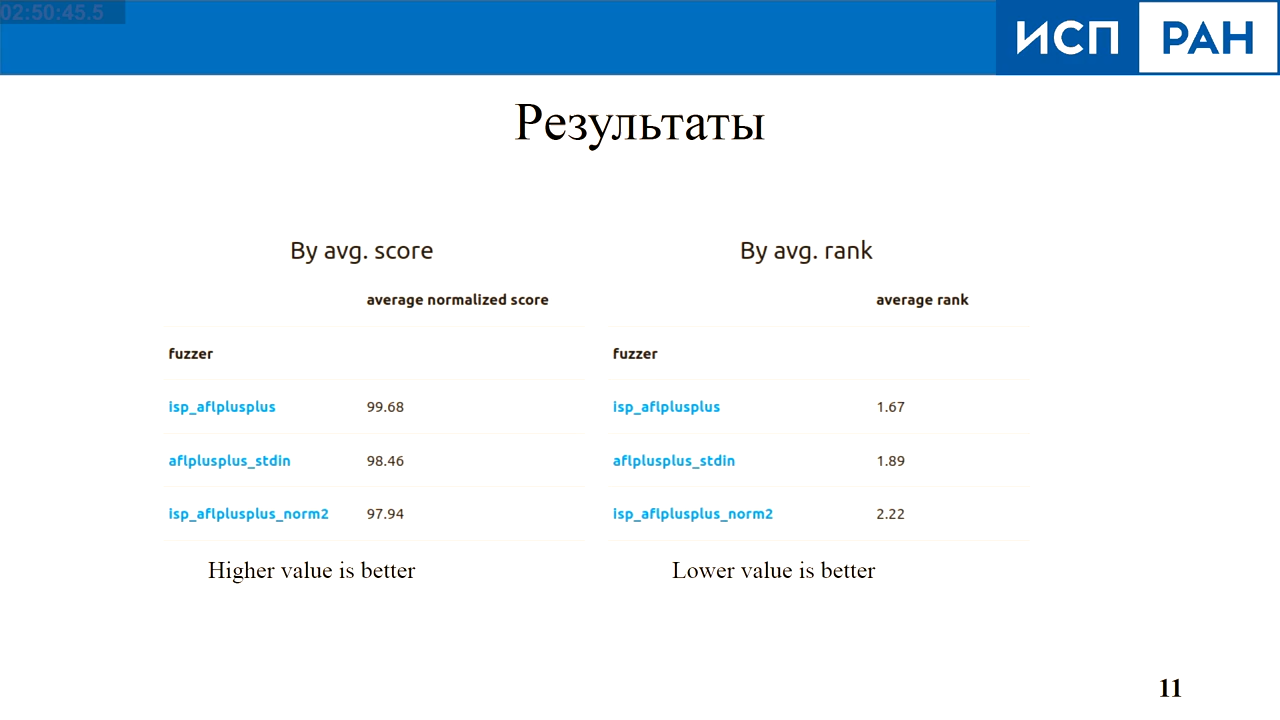 02:50:45.5
ИСП РАН
Результаты
By avg. score
average normalized score
fuzzer
isp_aflplusplus 99.68
aflplusplus_stdin 98.46
isp_aflplusplus_norm2 97.94
Higher value is better
By avg. rank
average rank
fuzzer
isp_aflplusplus 1.67
aflplusplus_stdin 1.89
isp_aflplusplus_norm2 2.22
Lower value is better
11